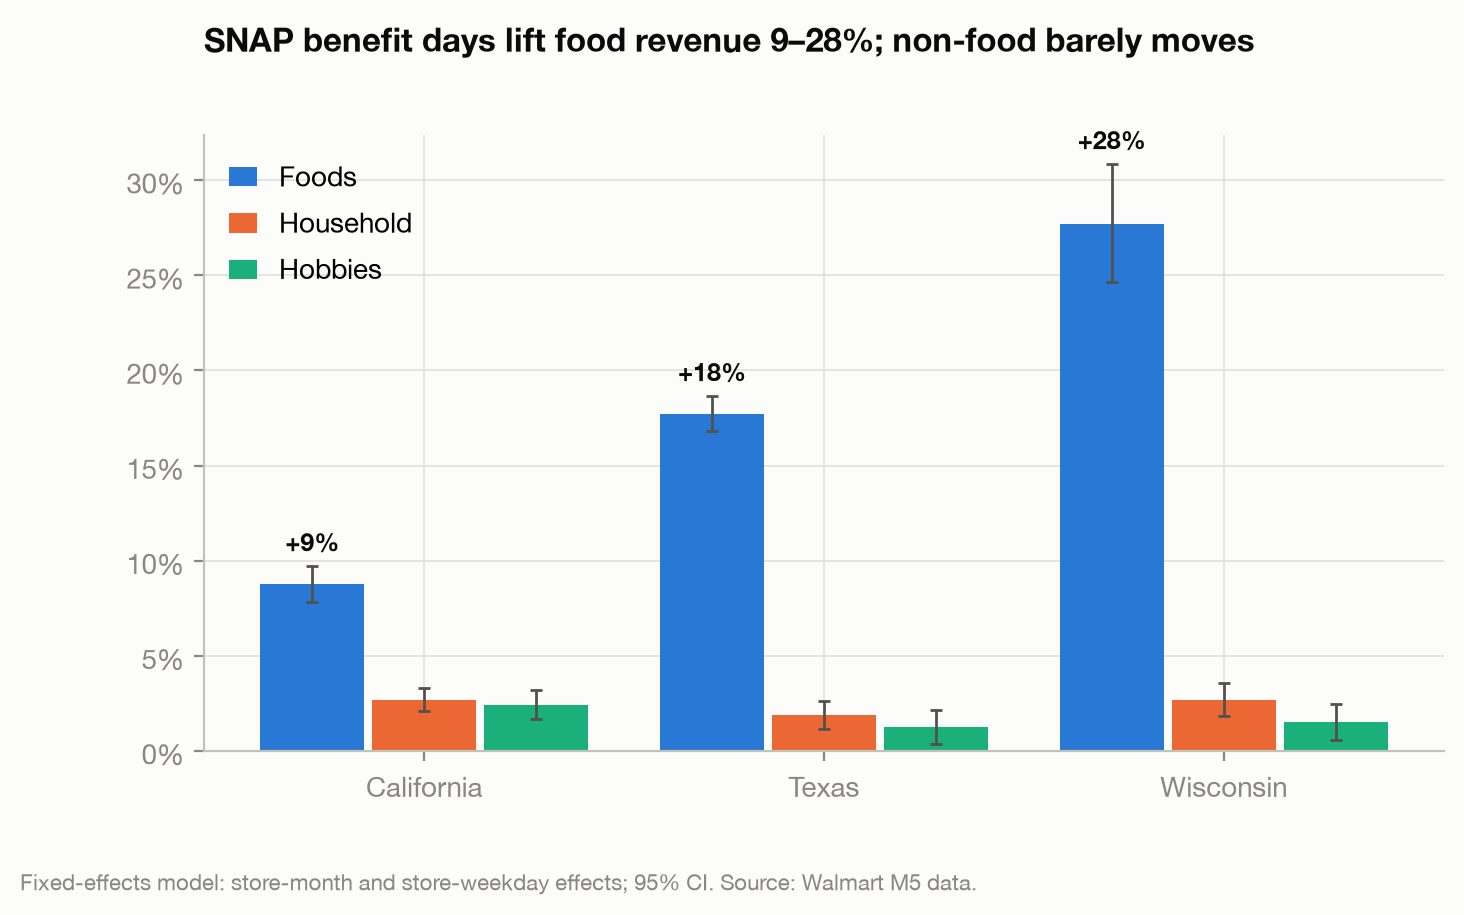 SNAP benefit days lift food revenue 9–28%; non-food barely moves
Foods
Household
Hobbies
30%
25%
20%
15%
10%
5%
0%
+9%
+18%
+28%
California
Texas
Wisconsin
Fixed-effects model: store-month and store-weekday effects; 95% CI. Source: Walmart M5 data.